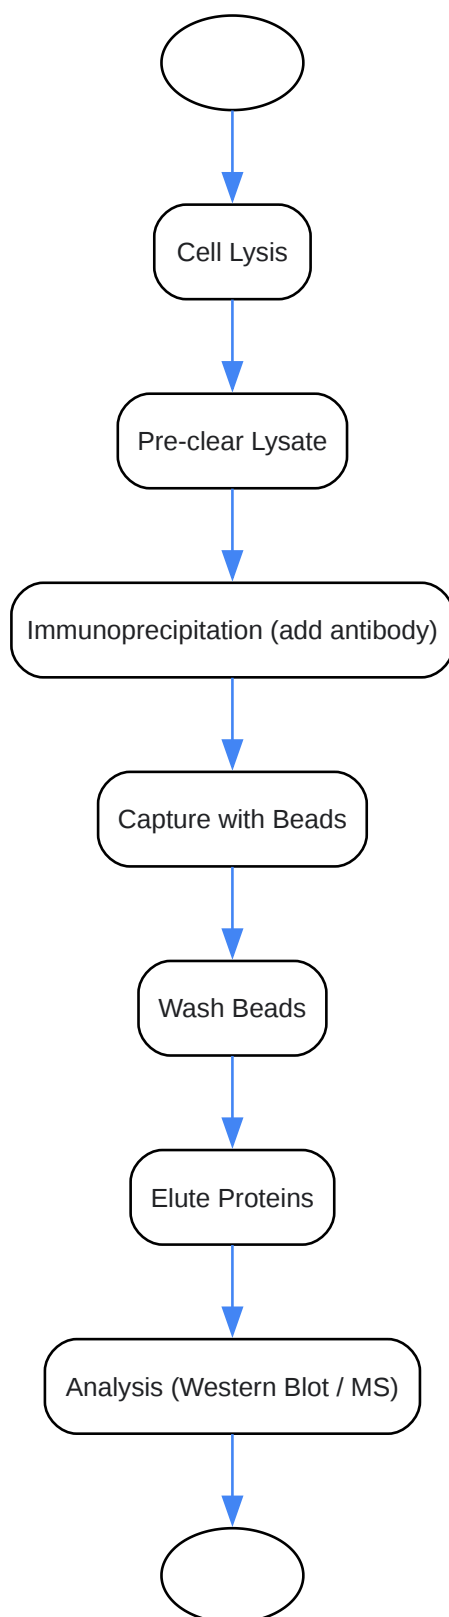 Cell Lysis
Pre-clear Lysate
Immunoprecipitation (add antibody)
Capture with Beads
Wash Beads
Elute Proteins
Analysis (Western Blot / MS)